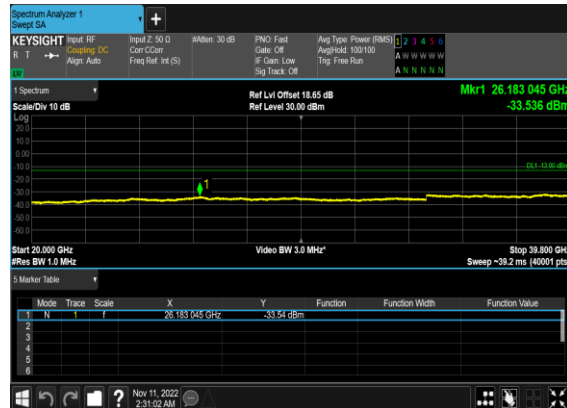 Spectrum Analyzer 1
Swept SA
KEYSIGHT Input: RF Input Z: 50 Ω #Atten: 30 dB PNO: Fast Avg Type: Power (RMS) 1 2 3 4 5 6
R T Coupling: DC Corr CCorr Gate: Off Avg|Hold: 100/100 A W W W W W
Align: Auto Freq Ref: Int (S) IF Gain: Low Trig: Free Run
Sig Track: Off A N N N N N
1 Spectrum Ref Lvl Offset 18.65 dB Mkr1 26.183 045 GHz
Scale/Div 10 dB Ref Level 30.00 dBm -33.536 dBm
Log
20.0
10.0
0.00
-10.0
DL1 -13.00 dBm
-20.0
-30.0
1
-40.0
-50.0
-60.0
Start 20.000 GHz Video BW 3.0 MHz* Stop 39.800 GHz
#Res BW 1.0 MHz Sweep ~39.2 ms (40001 pts)
5 Marker Table
Mode Trace Scale X Y Function Function Width Function Value
1 N 1 f 26.183 045 GHz -33.54 dBm
2
3
4
5
6
? Nov 11, 2022
2:31:02 AM